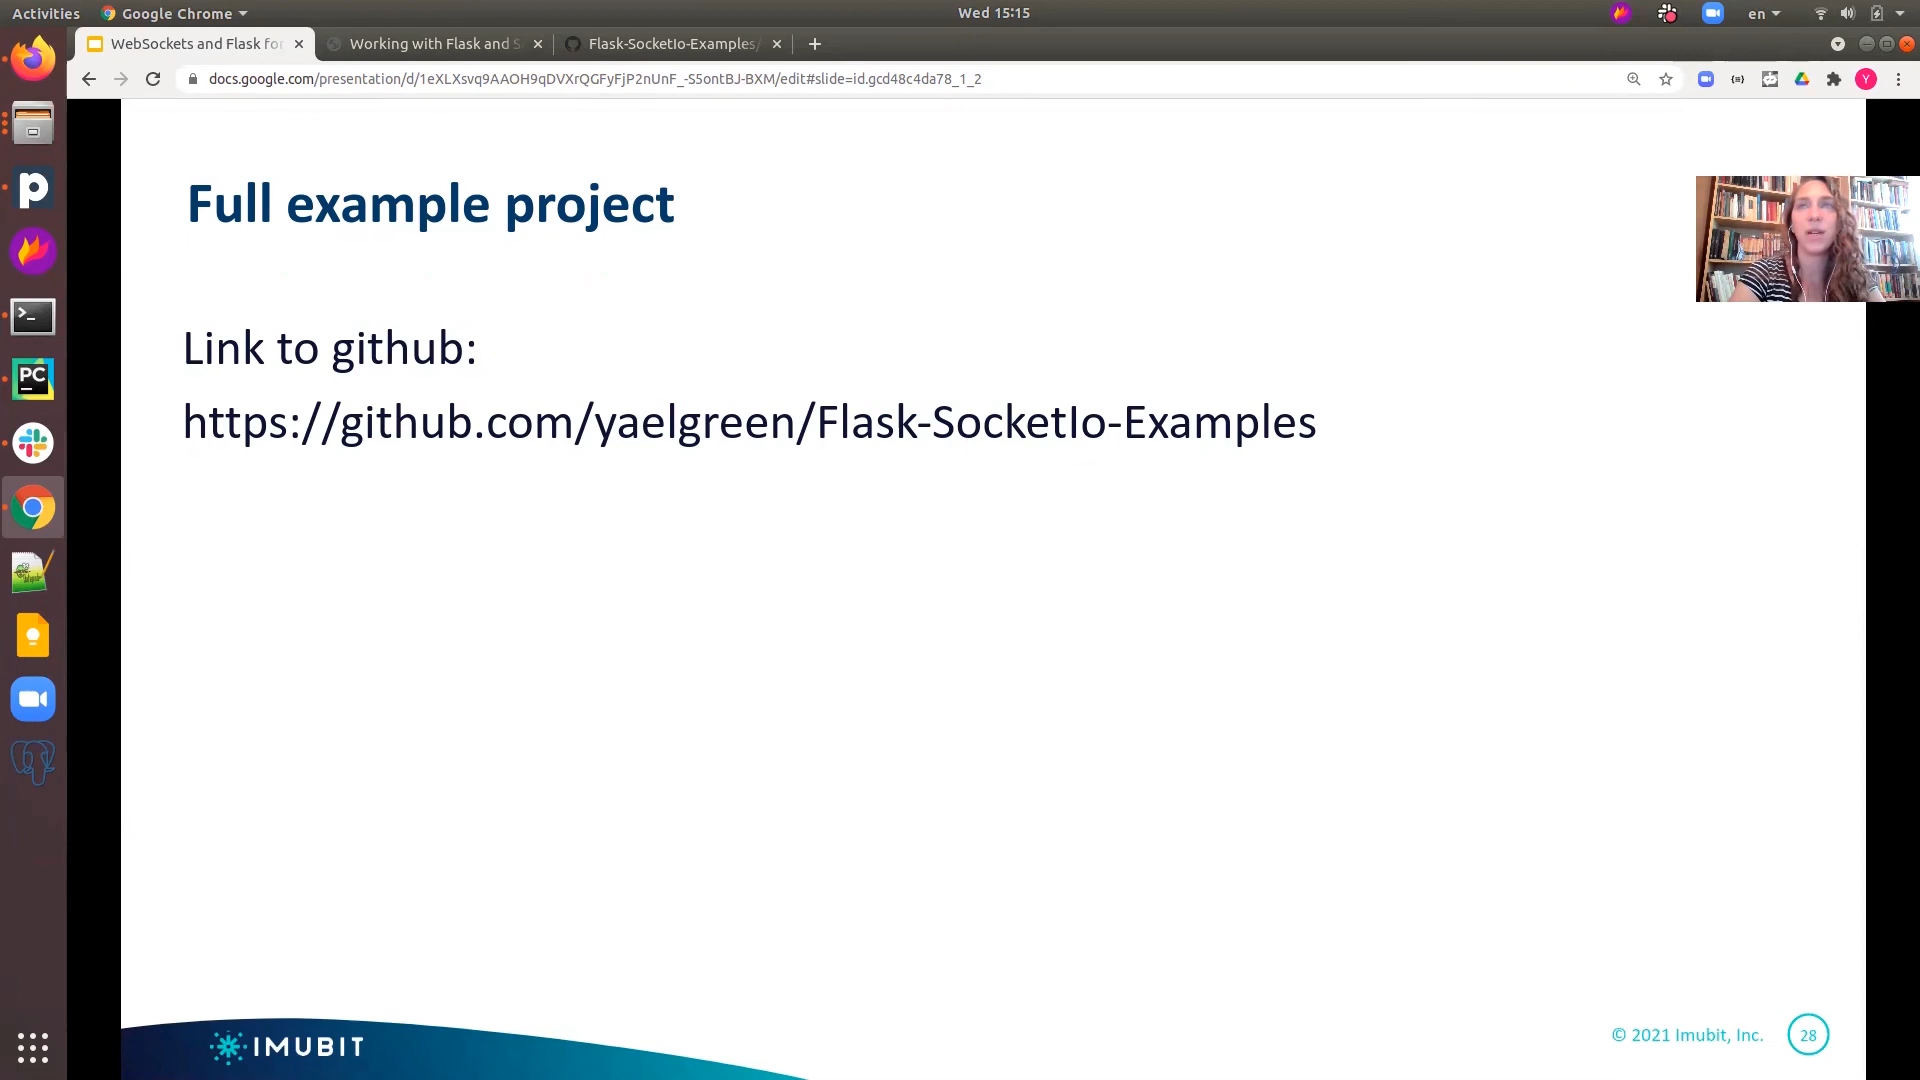 Activities
Google Chrome
Wed 15:15
en
WebSockets and Flask for
Working with Flask and S
Flask-SocketIo-Examples/
docs.google.com/presentation/d/1eXLXsvq9AAOH9qDVXrQGFyFjP2nUnF_-S5ontBJ-BXM/edit#slide=id.gcd48c4da78_1_2
Y
Full example project
Link to github:
https://github.com/yaelgreen/Flask-SocketIo-Examples
p
>_
PC
IMUBIT
© 2021 Imubit, Inc.
28